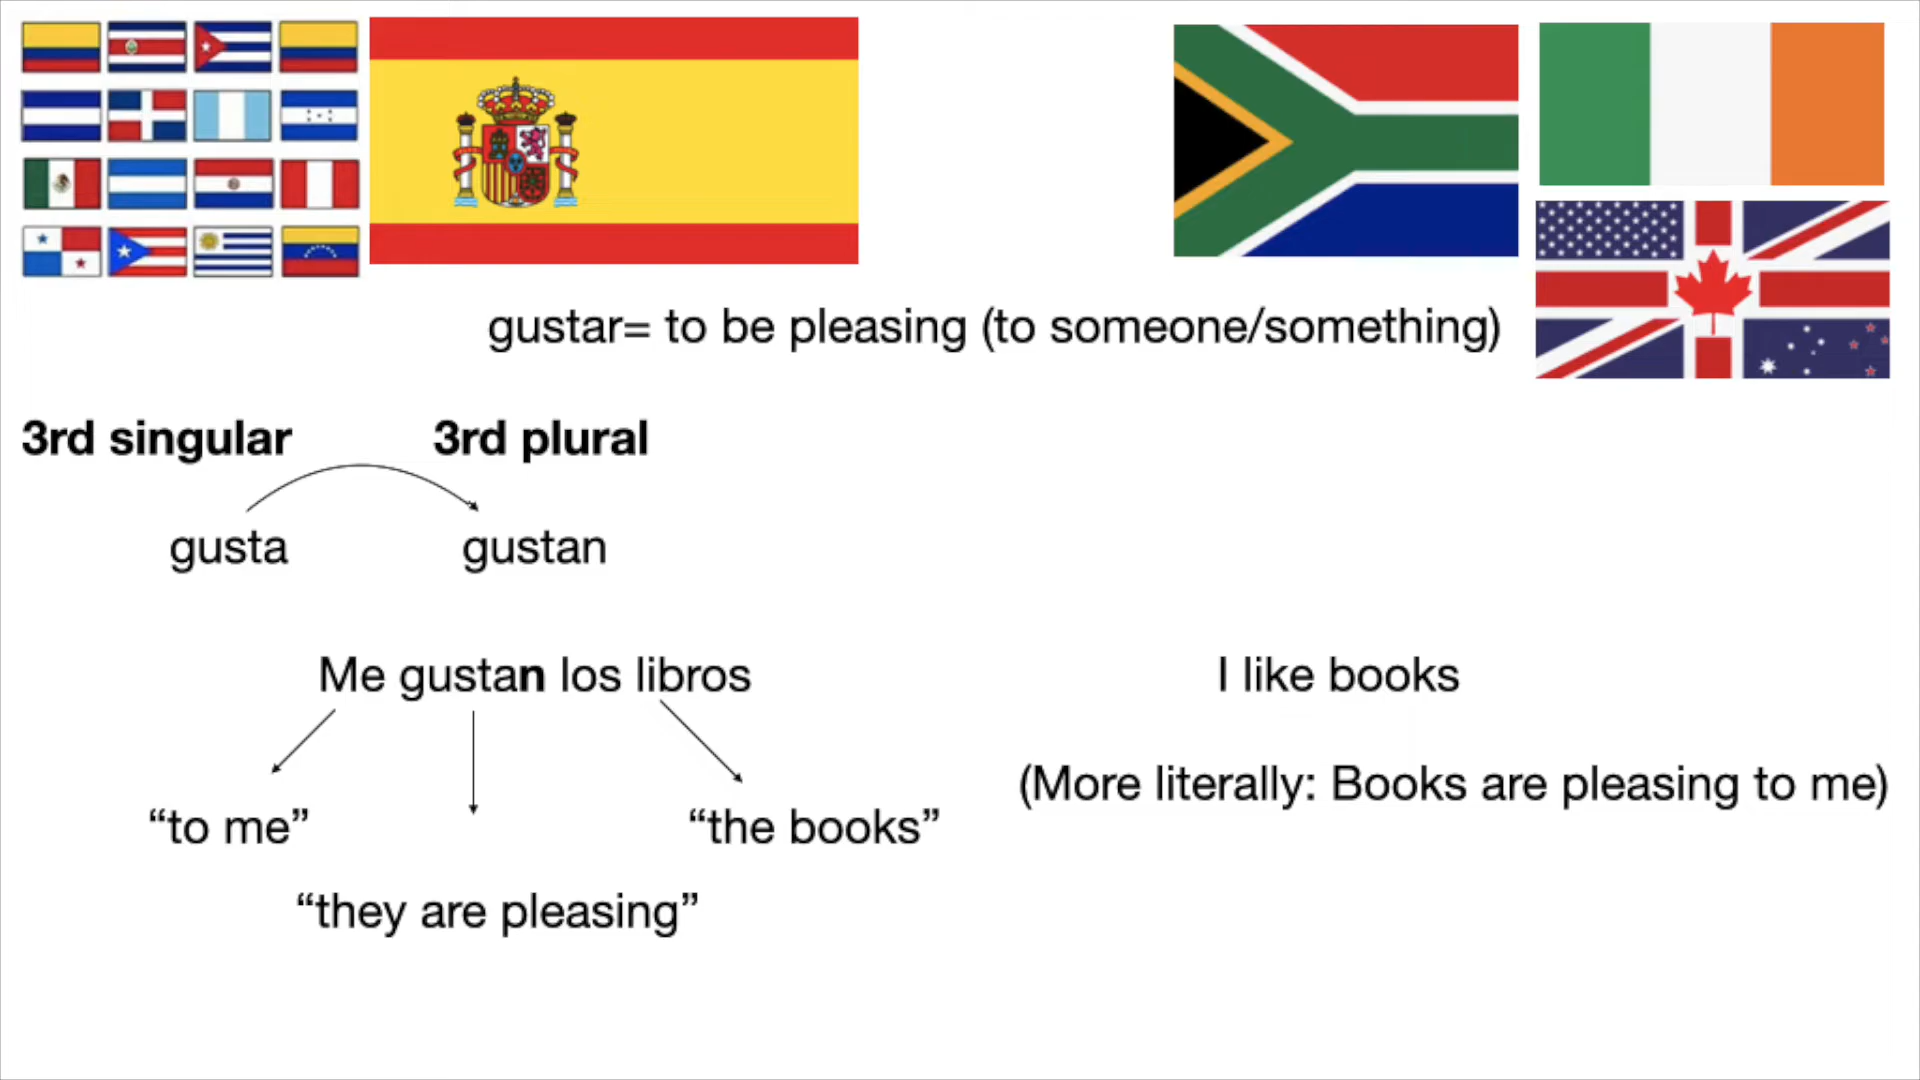 gustar= to be pleasing (to someone/something)
3rd singular
3rd plural
gusta
gustan
Me gustan los libros
I like books
(More literally: Books are pleasing to me)
“to me”
“the books”
“they are pleasing”